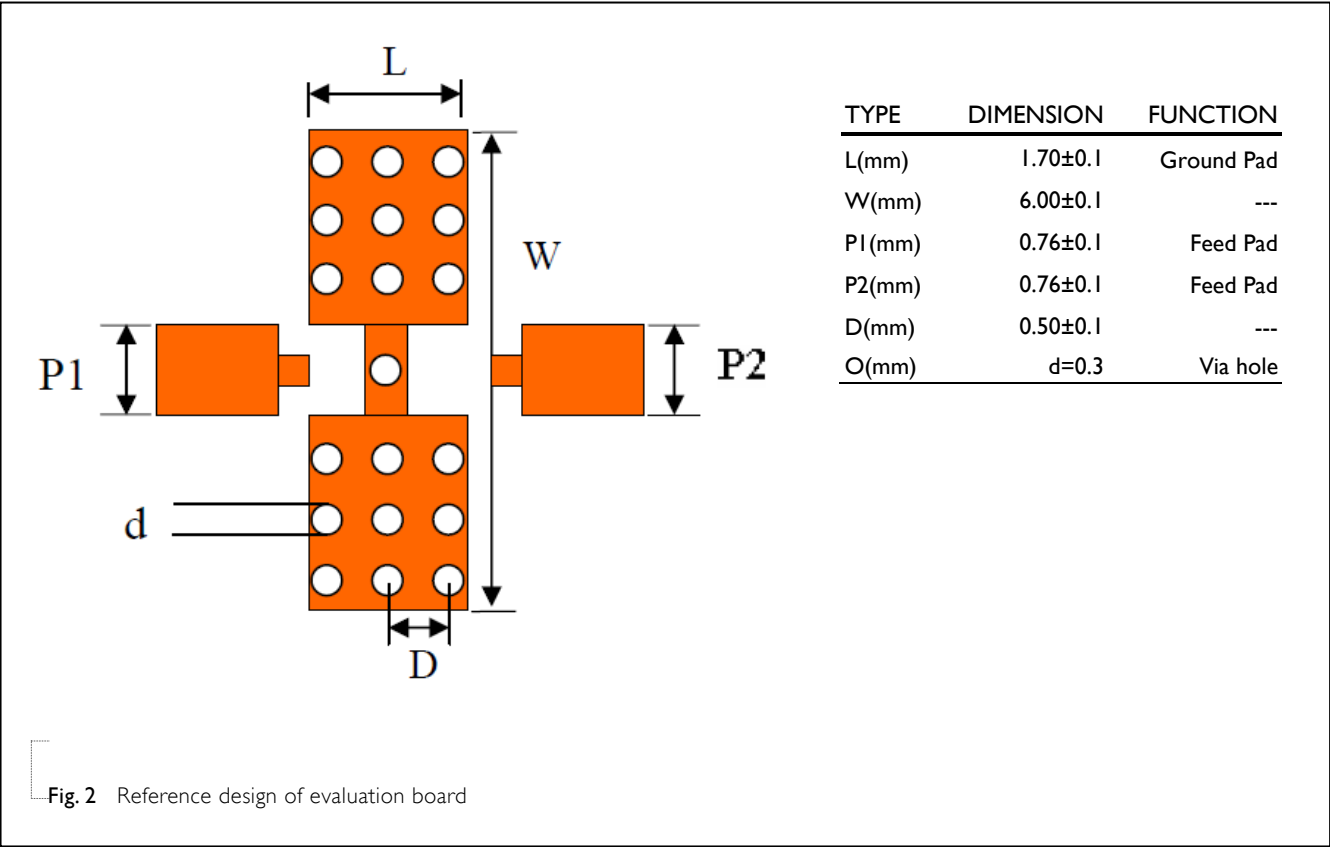 L
W
P1
P2
d
D
TYPE DIMENSION FUNCTION
L(mm) 1.70±0.1 Ground Pad
W(mm) 6.00±0.1 ---
P1(mm) 0.76±0.1 Feed Pad
P2(mm) 0.76±0.1 Feed Pad
D(mm) 0.50±0.1 ---
O(mm) d=0.3 Via hole
Fig. 2 Reference design of evaluation board